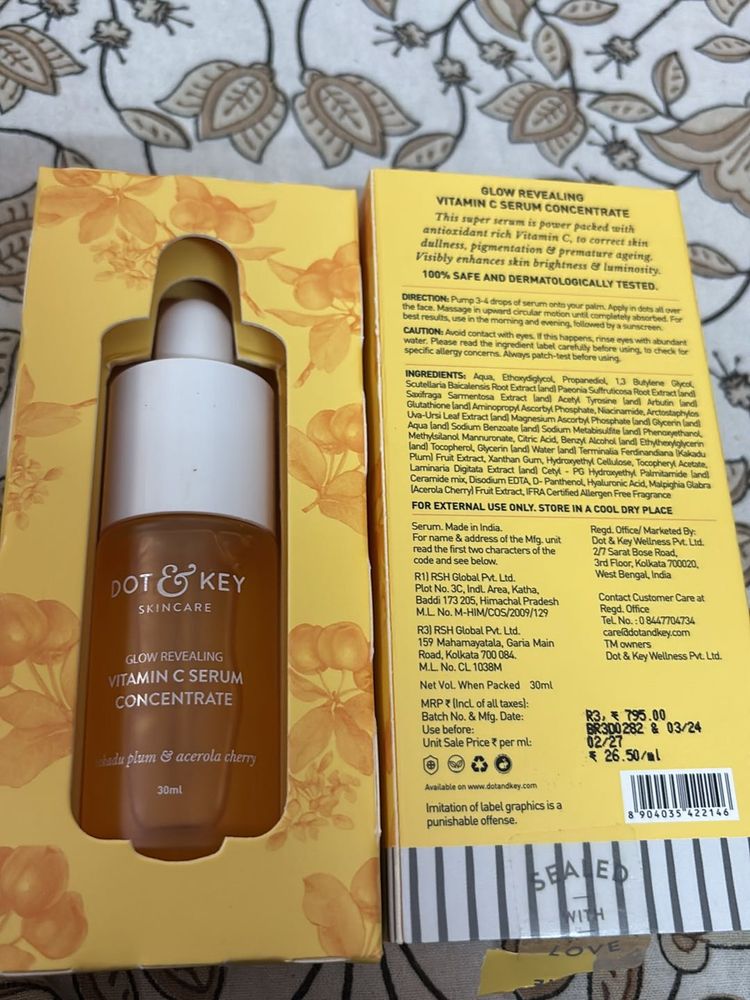 DOT & KEY
SKINCARE
GLOW REVEALING
VITAMIN C SERUM
CONCENTRATE
kadu plum & acerola cherry
30ml
GLOW REVEALING
VITAMIN C SERUM CONCENTRATE
This super serum is power packed with
antioxidant rich Vitamin C, to correct skin
dullness, pigmentation & premature ageing.
Visibly enhances skin brightness & luminosity.
100% SAFE AND DERMATOLOGICALLY TESTED.
DIRECTION: Pump 3-4 drops of serum onto your palm. Apply in dots all over
the face. Massage in upward circular motion until completely absorbed. For
best results, use in the morning and evening, followed by a sunscreen.
CAUTION: Avoid contact with eyes. If this happens, rinse eyes with abundant
water. Please read the ingredient label carefully before using, to check for
specific allergy concerns. Always patch-test before using.
INGREDIENTS: Aqua, Ethoxydiglycol, Propanediol, 1,3 Butylene Glycol,
Scutellaria Baicalensis Root Extract (and) Paeonia Suffruticosa Root Extract (and)
Saxifraga Sarmentosa Extract (and) Acetyl Tyrosine (and) Arbutin (and)
Glutathione (and) Aminopropyl Ascorbyl Phosphate, Niacinamide, Arctostaphylos
Uva-Ursi Leaf Extract (and) Magnesium Ascorbyl Phosphate (and) Glycerin (and)
Aqua (and) Sodium Benzoate (and) Sodium Metabisulfite (and) Phenoxyethanol,
Methylsilanol Mannuronate, Citric Acid, Benzyl Alcohol (and) Ethylhexylglycerin
(and) Tocopherol, Glycerin (and) Water (and) Terminalia Ferdinandiana (Kakadu
Plum) Fruit Extract, Xanthan Gum, Hydroxyethyl Cellulose, Tocopheryl Acetate,
Laminaria Digitata Extract (and) Cetyl - PG Hydroxyethyl Palmitamide (and)
Ceramide mix, Disodium EDTA, D- Panthenol, Hyaluronic Acid, Malpighia Glabra
(Acerola Cherry) Fruit Extract, IFRA Certified Allergen Free Fragrance
FOR EXTERNAL USE ONLY. STORE IN A COOL DRY PLACE
Serum. Made in India.
For name & address of the Mfg. unit
read the first two characters of the
code and see below.
R1) RSH Global Pvt. Ltd.
Plot No. 3C, Indl. Area, Katha,
Baddi 173 205, Himachal Pradesh
M.L. No. M-HIM/COS/2009/129
R3) RSH Global Pvt. Ltd.
159 Mahamayatala, Garia Main
Road, Kolkata 700 084.
M.L. No. CL 1038M
Regd. Office/ Marketed By:
Dot & Key Wellness Pvt. Ltd.
2/7 Sarat Bose Road,
3rd Floor, Kolkata 700020,
West Bengal, India
Contact Customer Care at
Regd. Office
Tel. No. : 0 8447704734
care@dotandkey.com
TM owners
Dot & Key Wellness Pvt. Ltd.
Net Vol. When Packed 30ml
MRP ₹ (Incl. of all taxes): R3, ₹ 795.00
Batch No. & Mfg. Date: BR3D0282 & 03/24
Use before: 02/27
Unit Sale Price ₹ per ml: ₹ 26.50/ml
Available on www.dotandkey.com
Imitation of label graphics is a
punishable offense.
8 904035 422146
SEALED
WITH
LOVE